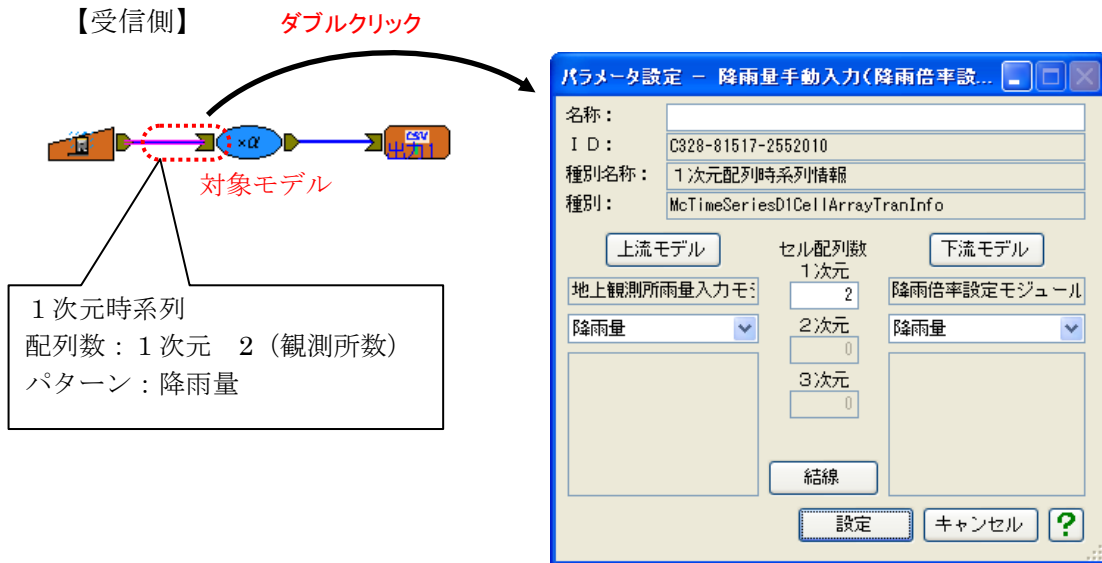 【受信側】
ダブルクリック
×α
CSV
出力1
対象モデル
1次元時系列
配列数:1次元 2(観測所数)
パターン:降雨量
パラメータ設定 - 降雨量手動入力(降雨倍率設...
名称:
ID:
C328-81517-2552010
種別名称:
1次元配列時系列情報
種別:
McTimeSeriesD1CellArrayTranInfo
上流モデル
セル配列数
下流モデル
1次元
地上観測所雨量入力モ
2
降雨倍率設定モジュール
降雨量
2次元
降雨量
0
3次元
0
結線
設定
キャンセル
?